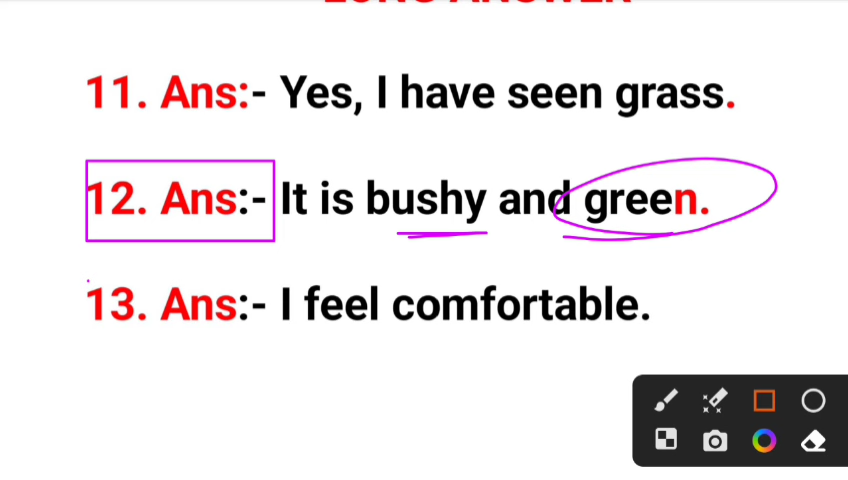 11. Ans:- Yes, I have seen grass.
12. Ans:- It is bushy and green.
13. Ans:- I feel comfortable.